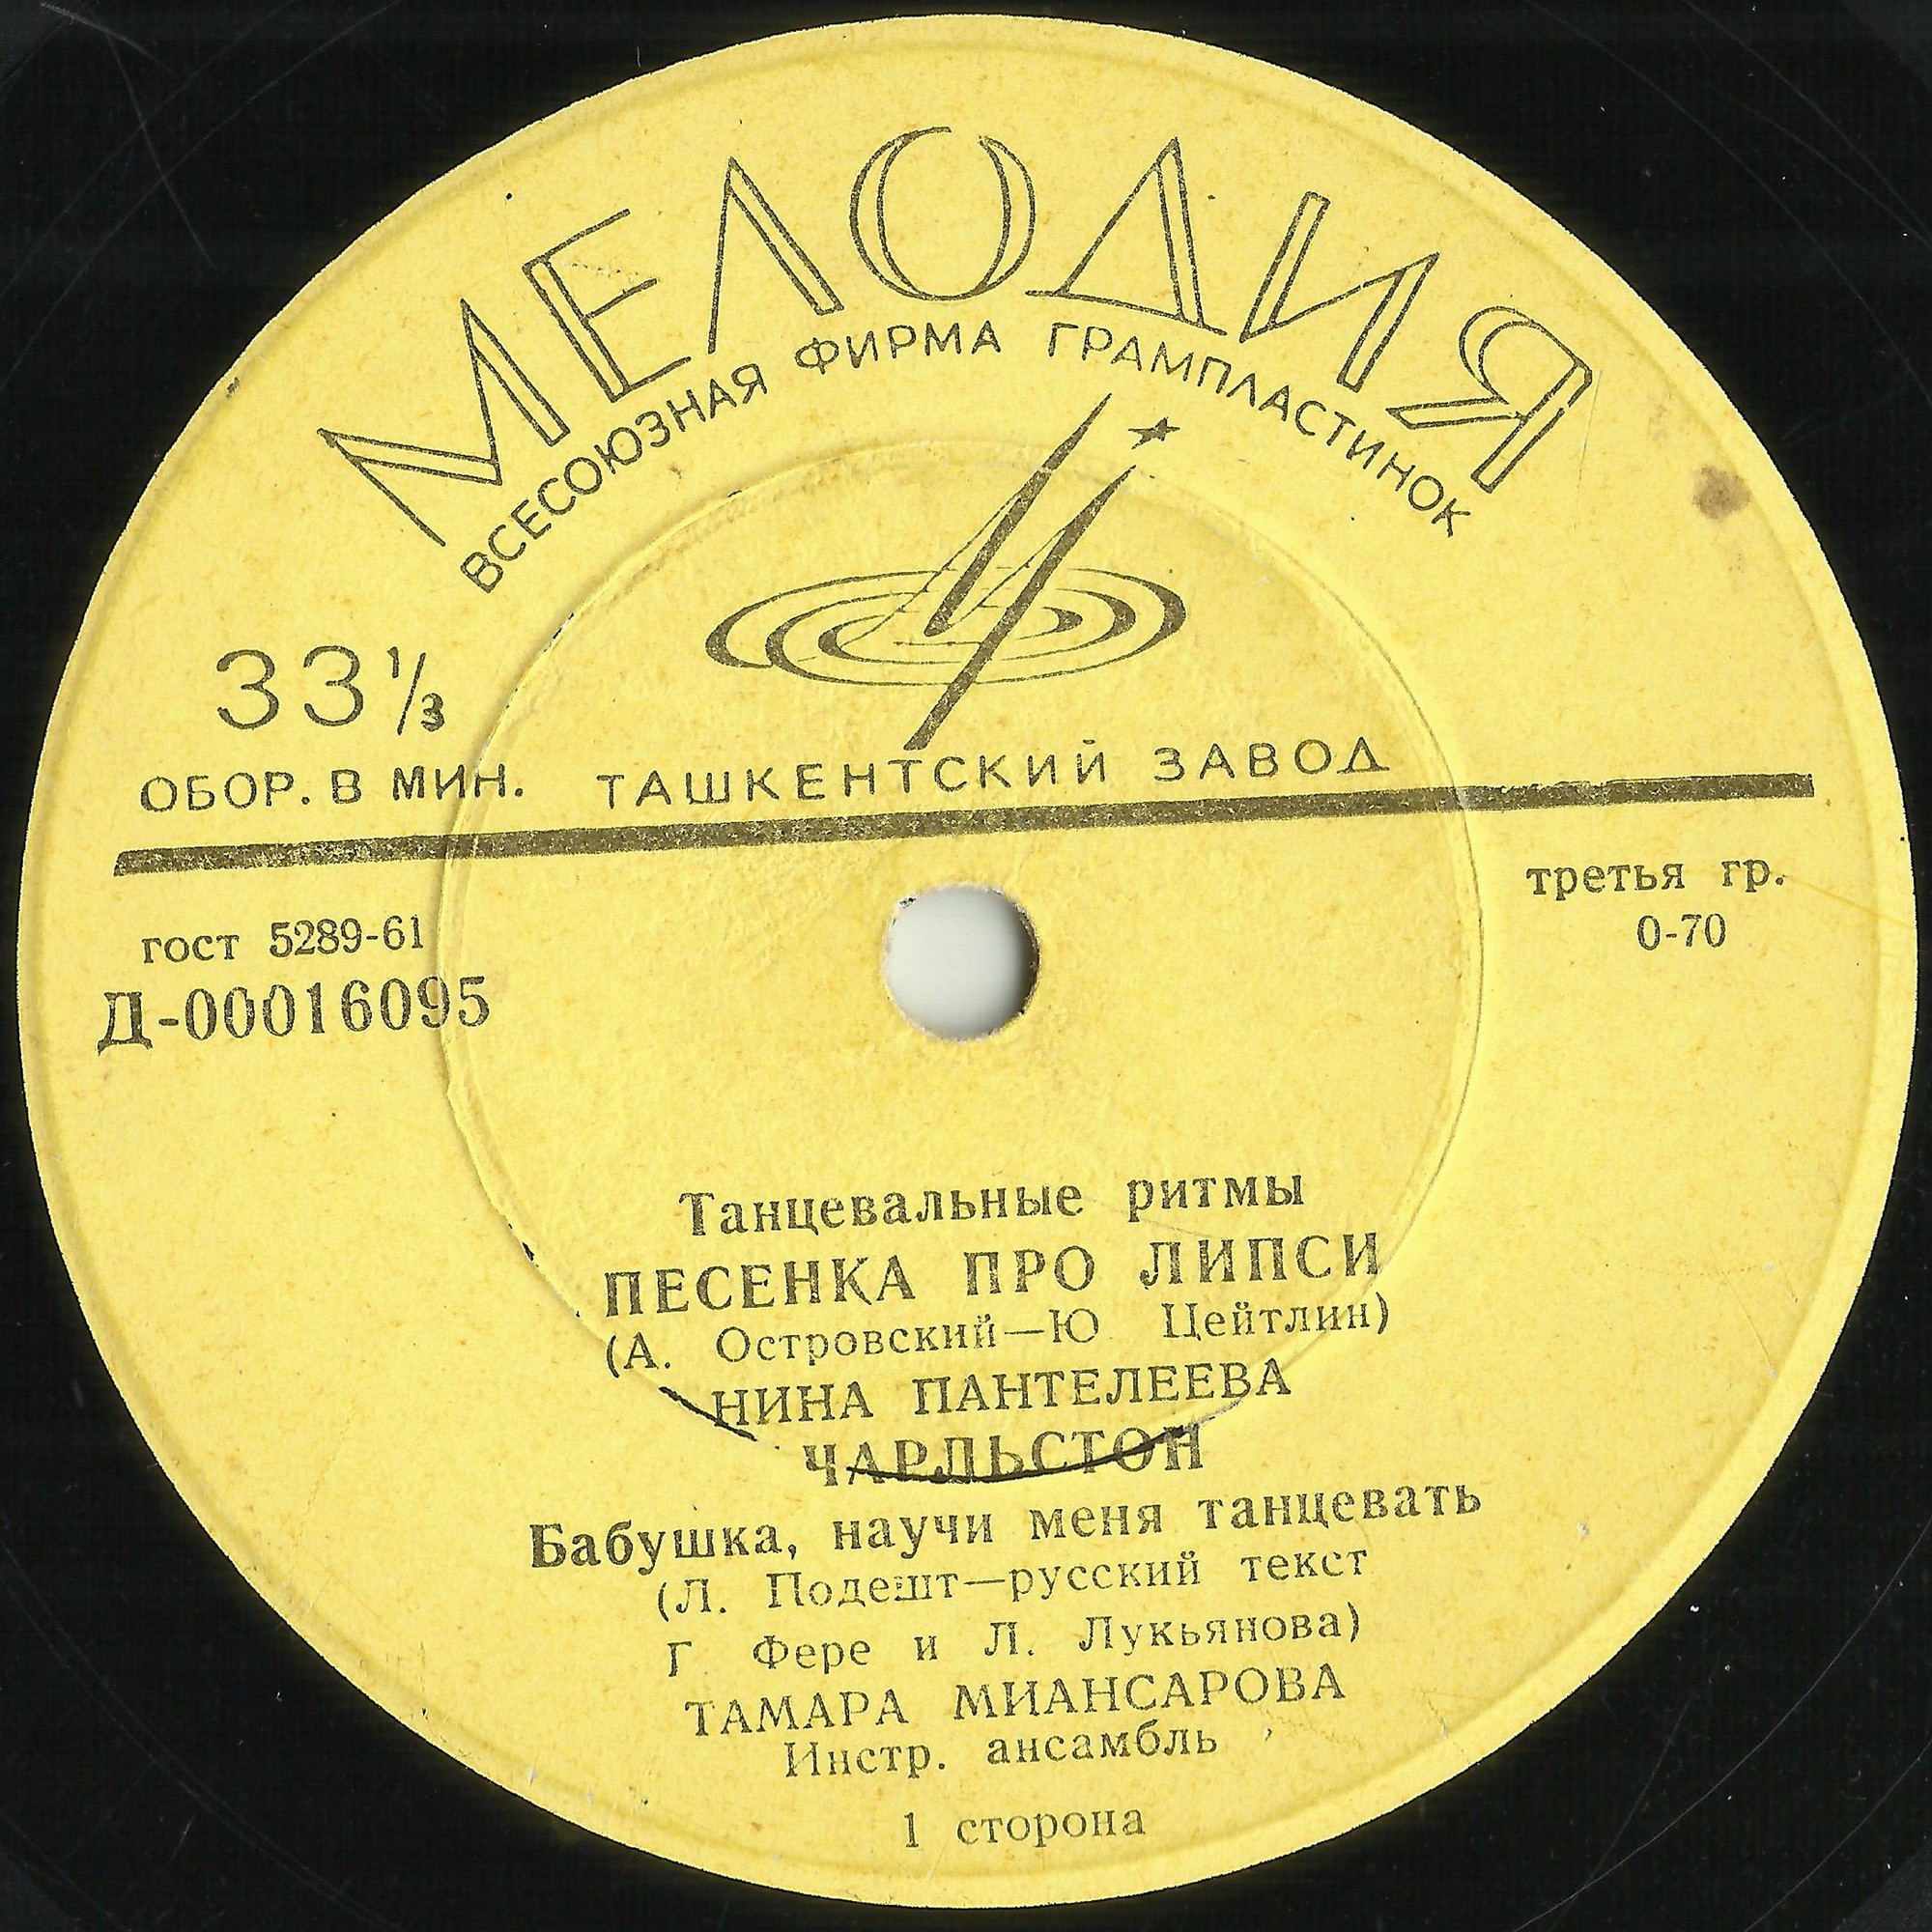 МЕЛОДИЯ
ВСЕСОЮЗНАЯ ФИРМА ГРАМПЛАСТИНОК
33 1/3
ОБОР. В МИН.
ТАШКЕНТСКИЙ ЗАВОД
гост 5289-61
Д-00016095
третья гр.
0-70
Танцевальные ритмы
ПЕСЕНКА ПРО ЛИПСИ
(А. Островский—Ю Цейтлин)
НИНА ПАНТЕЛЕЕВА
ЧАРЛЬСТОН
Бабушка, научи меня танцевать
(Л. Подешт—русский текст
Г Фере и Л. Лукьянова)
ТАМАРА МИАНСАРОВА
Инстр. ансамбль
1 сторона